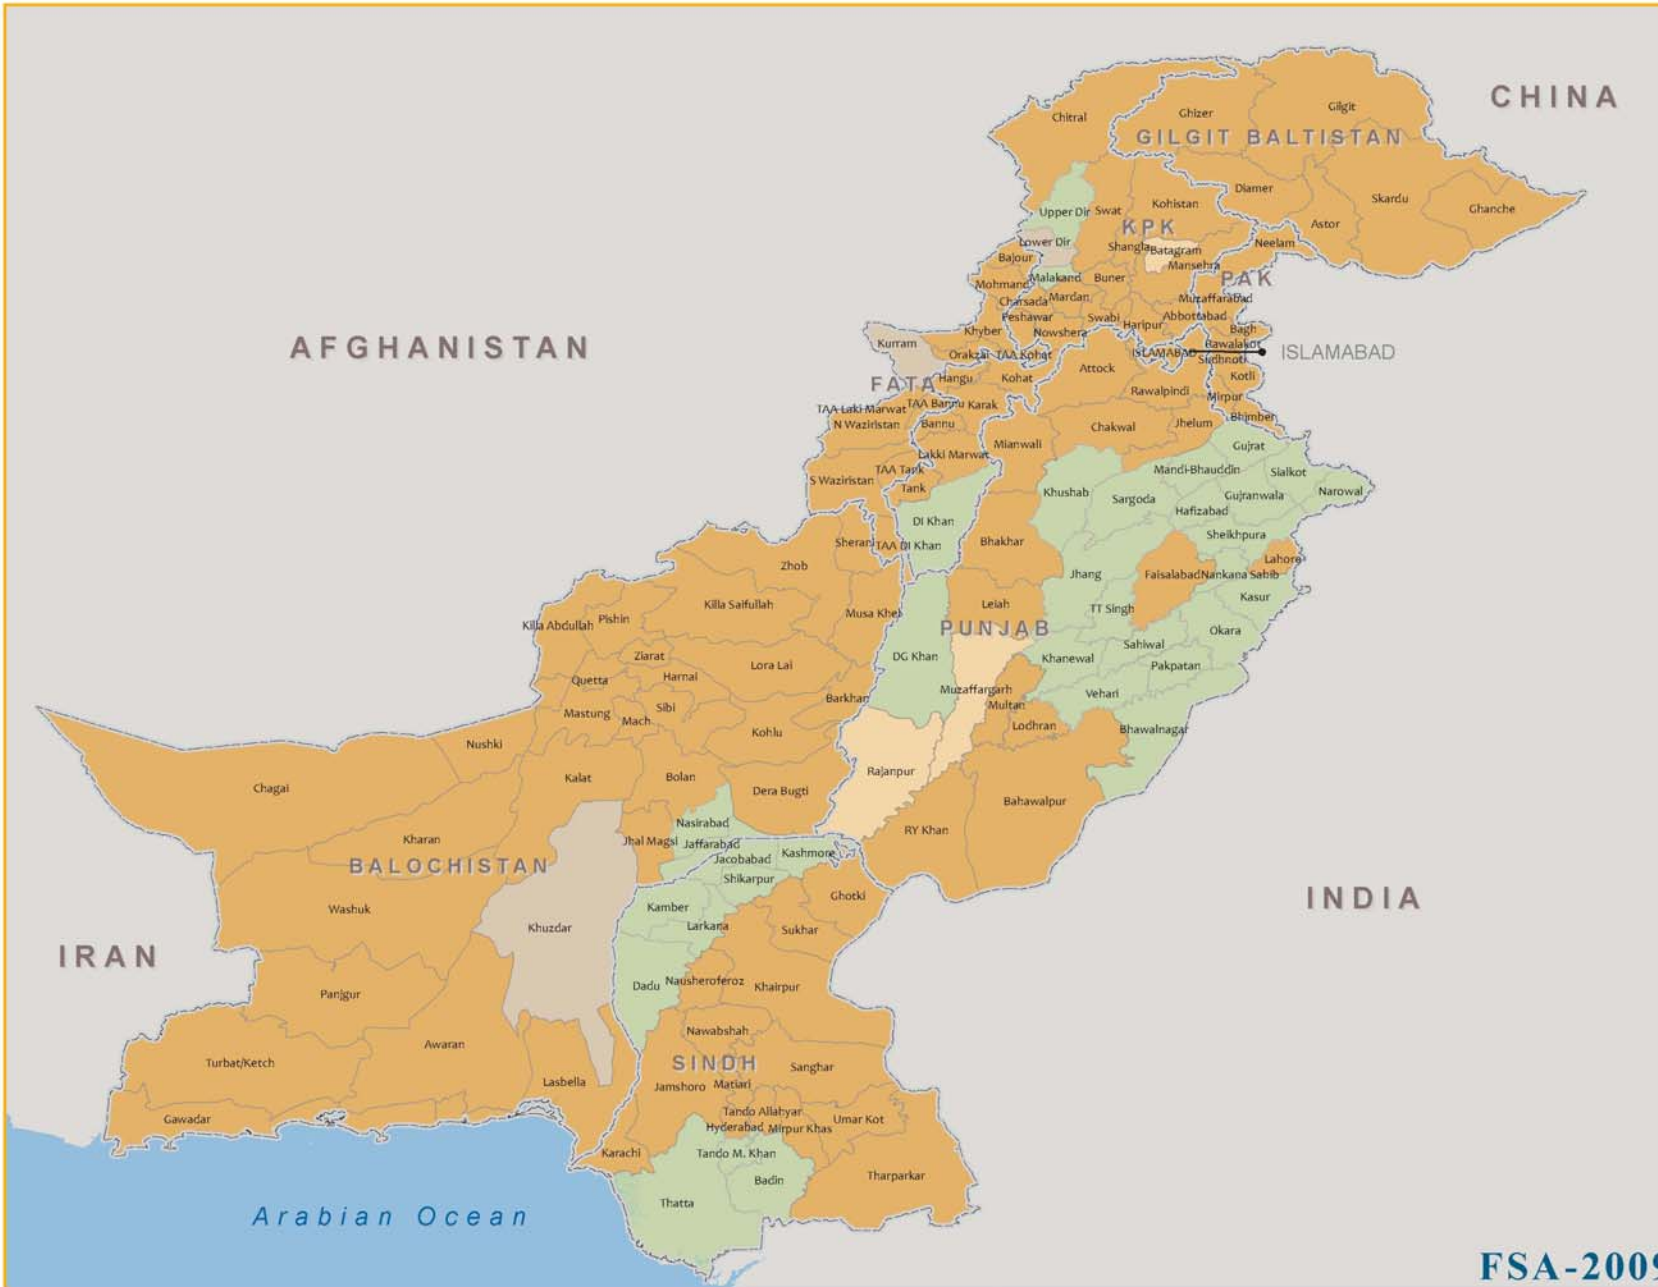 CHINA
Gilgit
Ghizer
Chitral
GILGIT BALTISTAN
Diamer
Skardu
Ghanche
Kohistan
Upper Dir
Swat
Astor
KPK
Lower Dir
Shangla
Batagram
Neelam
Bajour
Mansehra
Malakand
Buner
PAK
Mohmand
Charsada
Mardan
Muzaffarabad
Peshawar
Swabi
Abbottabad
Khyber
Nowshera
Haripur
Bagh
AFGHANISTAN
Kurram
Rawalakot
Orakzai
TAA Kohat
ISLAMABAD
ISLAMABAD
Sudhnoti
Attock
FATA
Hangu
Kohat
Kotli
Rawalpindi
Mirpur
TAA Laki Marwat
TAA Bannu
Karak
N Waziristan
Bannu
Chakwal
Jhelum
Bhimber
Mianwali
Gujrat
Lakki Marwat
TAA Tank
Mandi-Bhauddin
Sialkot
S Waziristan
Tank
Khushab
Sargoda
Gujranwala
Narowal
Hafizabad
DI Khan
Sheikhpura
Sherani
TAA DI Khan
Bhakhar
Lahore
Zhob
Jhang
Faisalabad
Nankana Sahib
Killa Saifullah
Leiah
TT Singh
Kasur
Musa Khel
Killa Abdullah
Pishin
PUNJAB
Okara
Ziarat
DG Khan
Khanewal
Sahiwal
Lora Lai
Pakpatan
Quetta
Harnai
Muzaffargarh
Vehari
Barkhan
Mastung
Sibi
Multan
Mach
Lodhran
Bhawalnagar
Nushki
Kohlu
Rajanpur
Chagai
Kalat
Bolan
Dera Bugti
Bahawalpur
Nasirabad
RY Khan
Kharan
Jhal Magsi
Jaffarabad
Kashmore
BALOCHISTAN
Jacobabad
Shikarpur
Ghotki
INDIA
Washuk
Kamber
Khuzdar
Larkana
Sukhar
IRAN
Dadu
Nausheroferoz
Khairpur
Panjgur
Nawabshah
Awaran
Turbat/Ketch
SINDH
Sanghar
Lasbella
Jamshoro
Matiari
Gawadar
Tando Allahyar
Umar Kot
Hyderabad
Mirpur Khas
Karachi
Tando M. Khan
Tharparkar
Badin
Thatta
Arabian Ocean
FSA-2009